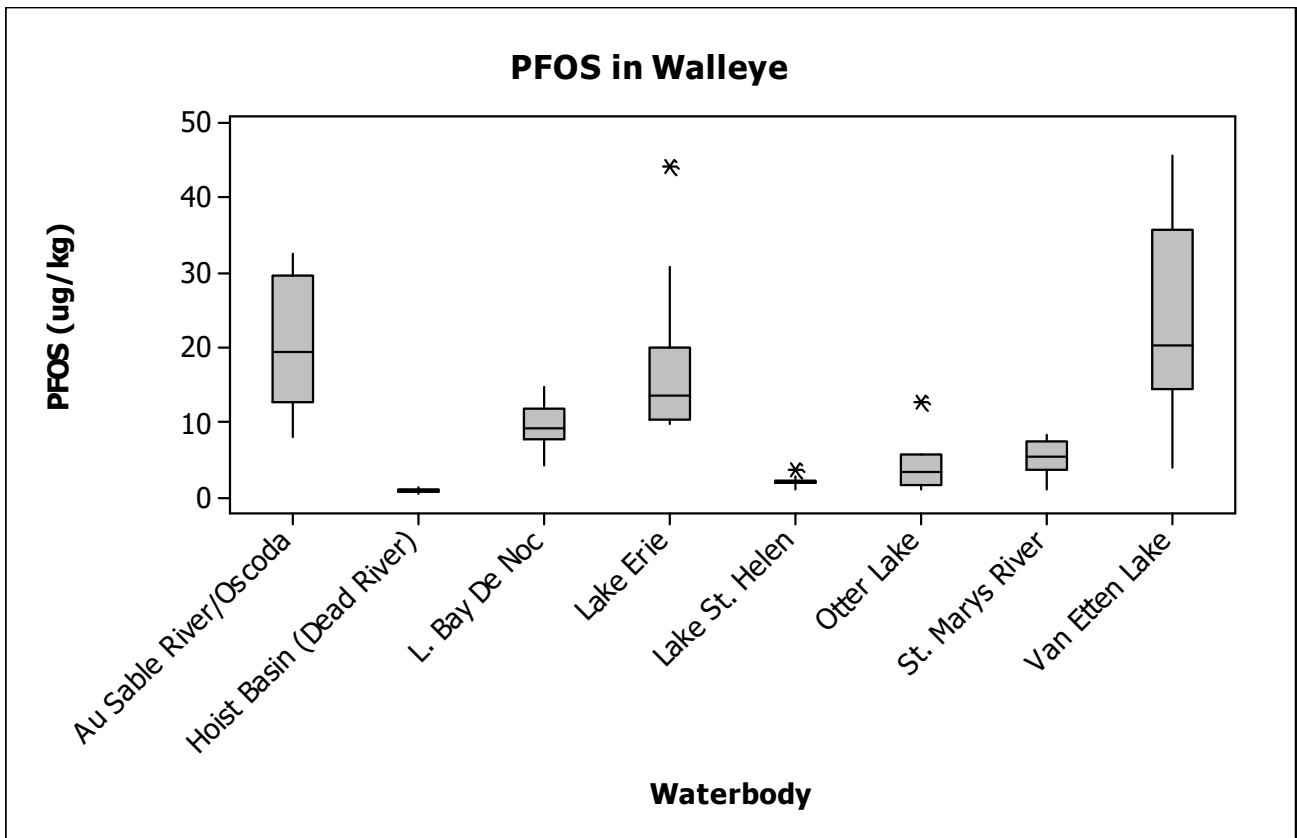 PFOS in Walleye
PFOS (ug/kg)
50
40
30
20
10
0
Au Sable River/Oscoda
Hoist Basin (Dead River)
L. Bay De Noc
Lake Erie
Lake St. Helen
Otter Lake
St. Marys River
Van Etten Lake
Waterbody